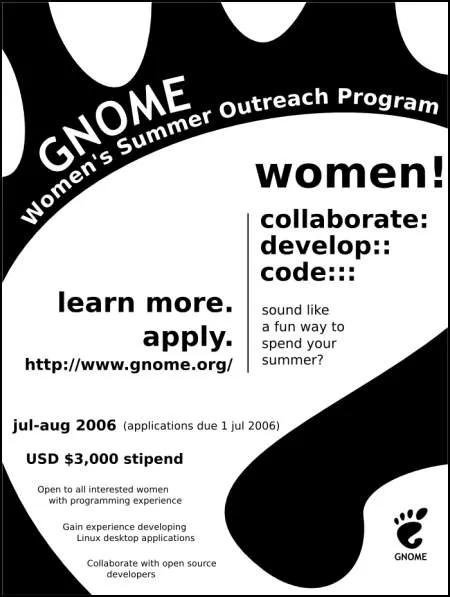 GNOME
Women's Summer Outreach Program
women!
collaborate:
develop::
code:::
learn more.
apply.
http://www.gnome.org/
sound like
a fun way to
spend your
summer?
jul-aug 2006 (applications due 1 jul 2006)
USD $3,000 stipend
Open to all interested women
with programming experience
Gain experience developing
Linux desktop applications
Collaborate with open source
developers
GNOME